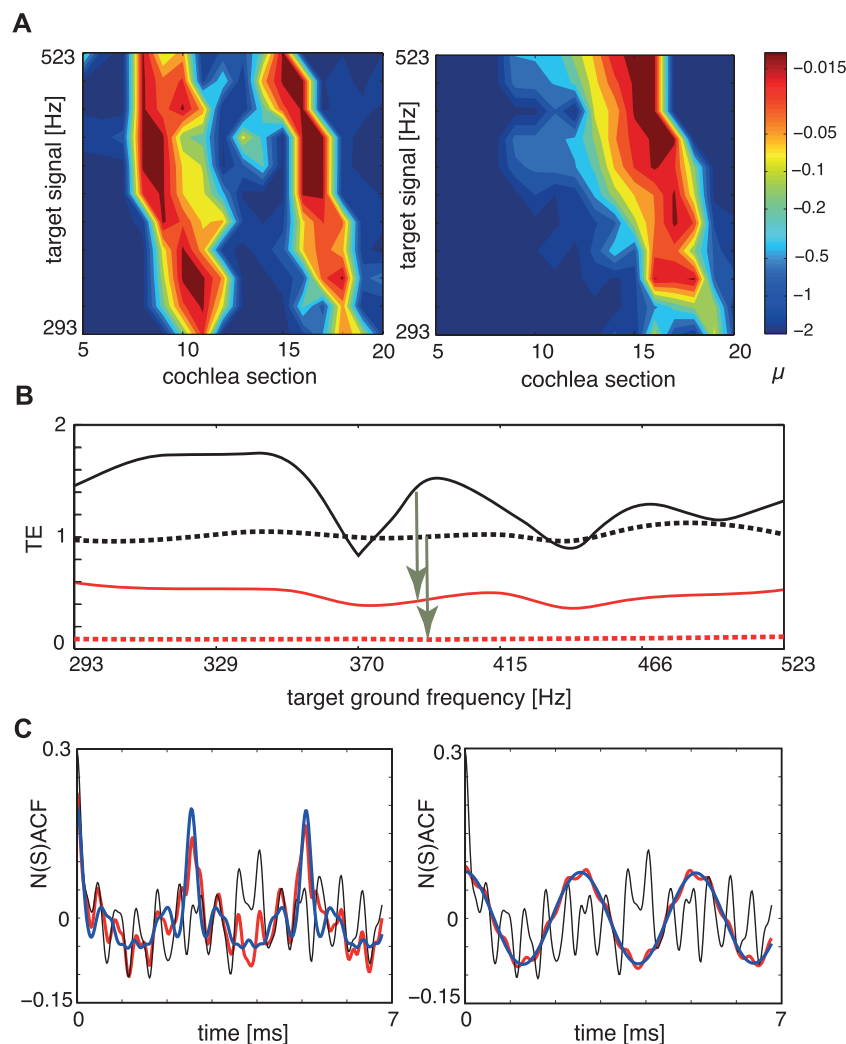 A
523
target signal [Hz]
293
5
10
15
20
cochlea section
523
target signal [Hz]
293
5
10
15
20
cochlea section
−0.015
−0.05
−0.1
−0.2
−0.5
−1
−2
μ
B
2
1
0
TE
293
329
370
415
466
523
target ground frequency [Hz]
C
0.3
N(S)ACF
0
−0.15
0
7
time [ms]
0.3
N(S)ACF
0
−0.15
0
7
time [ms]